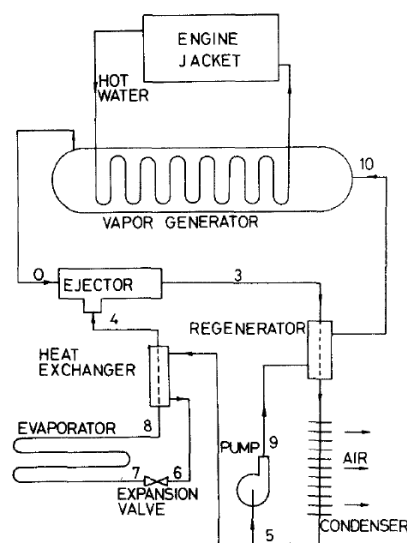 ENGINE
JACKET
HOT
WATER
10
VAPOR GENERATOR
0
EJECTOR
3
4
REGENERATOR
HEAT
EXCHANGER
EVAPORATOR
8
PUMP
9
7
6
AIR
EXPANSION
VALVE
5
CONDENSER